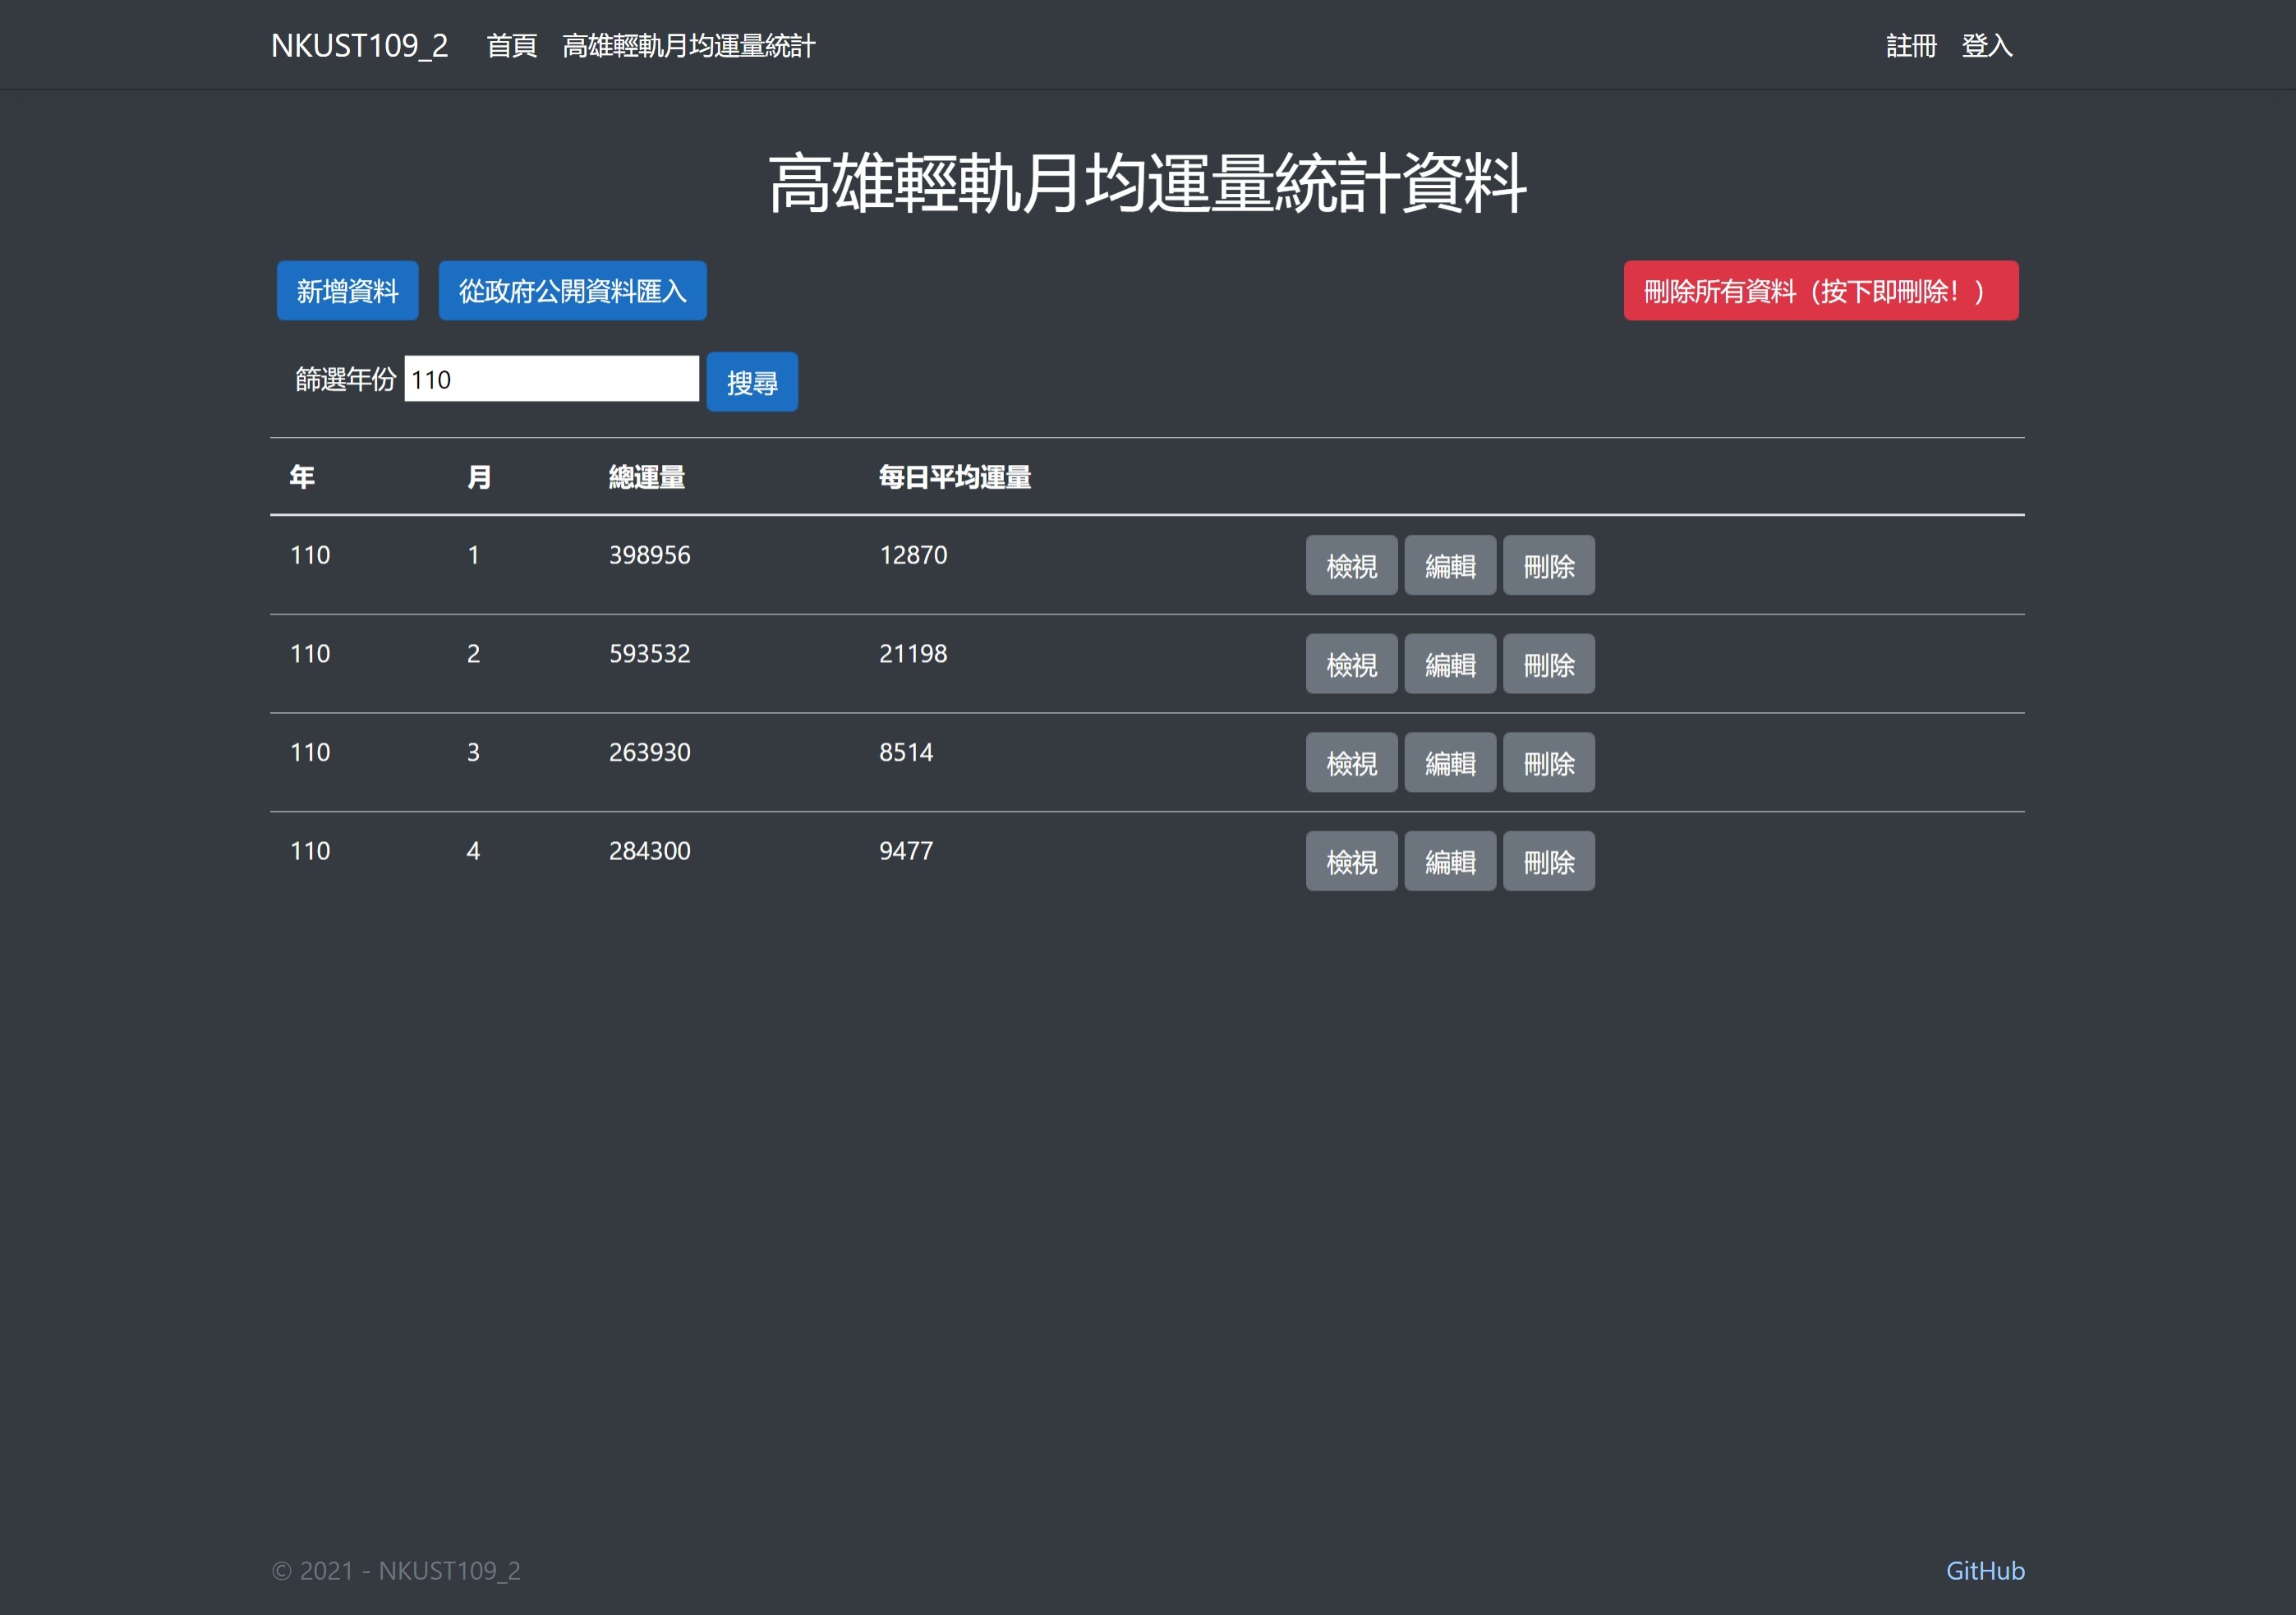 NKUST109_2 首頁 高雄輕軌月均運量統計 註冊 登入
高雄輕軌月均運量統計資料
新增資料 從政府公開資料匯入 刪除所有資料（按下即刪除！）
篩選年份 110 搜尋
年 月 總運量 每日平均運量
110 1 398956 12870 檢視 編輯 刪除
110 2 593532 21198 檢視 編輯 刪除
110 3 263930 8514 檢視 編輯 刪除
110 4 284300 9477 檢視 編輯 刪除
© 2021 - NKUST109_2 GitHub